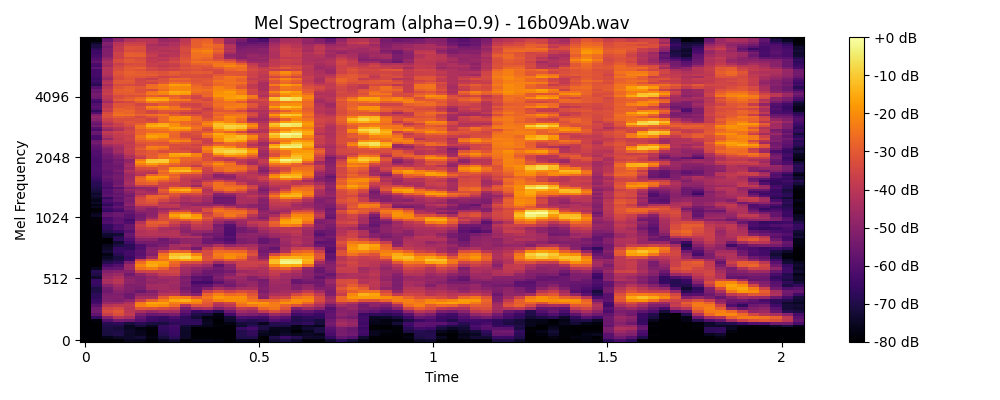 Mel Spectrogram (alpha=0.9) - 16b09Ab.wav
Mel Frequency
4096
2048
1024
512
0
0
0.5
1
1.5
2
Time
+0 dB
-10 dB
-20 dB
-30 dB
-40 dB
-50 dB
-60 dB
-70 dB
-80 dB